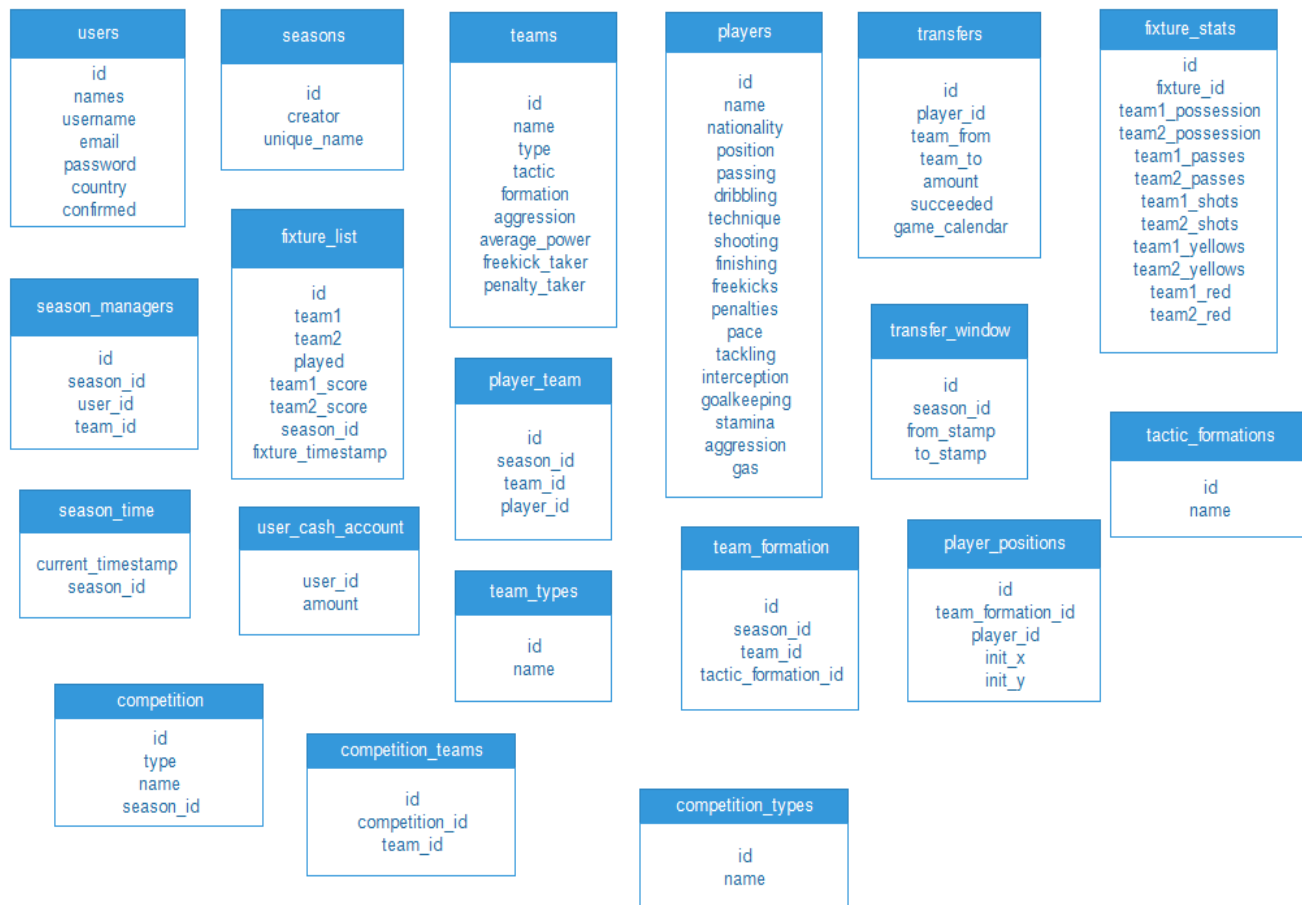 users
id
names
username
email
password
country
confirmed
seasons
id
creator
unique_name
teams
id
name
type
tactic
formation
aggression
average_power
freekick_taker
penalty_taker
players
id
name
nationality
position
passing
dribbling
technique
shooting
finishing
freekicks
penalties
pace
tackling
interception
goalkeeping
stamina
aggression
gas
transfers
id
player_id
team_from
team_to
amount
succeeded
game_calendar
fixture_stats
id
fixture_id
team1_possession
team2_possession
team1_passes
team2_passes
team1_shots
team2_shots
team1_yellows
team2_yellows
team1_red
team2_red
season_managers
id
season_id
user_id
team_id
fixture_list
id
team1
team2
played
team1_score
team2_score
season_id
fixture_timestamp
player_team
id
season_id
team_id
player_id
transfer_window
id
season_id
from_stamp
to_stamp
tactic_formations
id
name
season_time
current_timestamp
season_id
user_cash_account
user_id
amount
team_types
id
name
team_formation
id
season_id
team_id
tactic_formation_id
player_positions
id
team_formation_id
player_id
init_x
init_y
competition
id
type
name
season_id
competition_teams
id
competition_id
team_id
competition_types
id
name